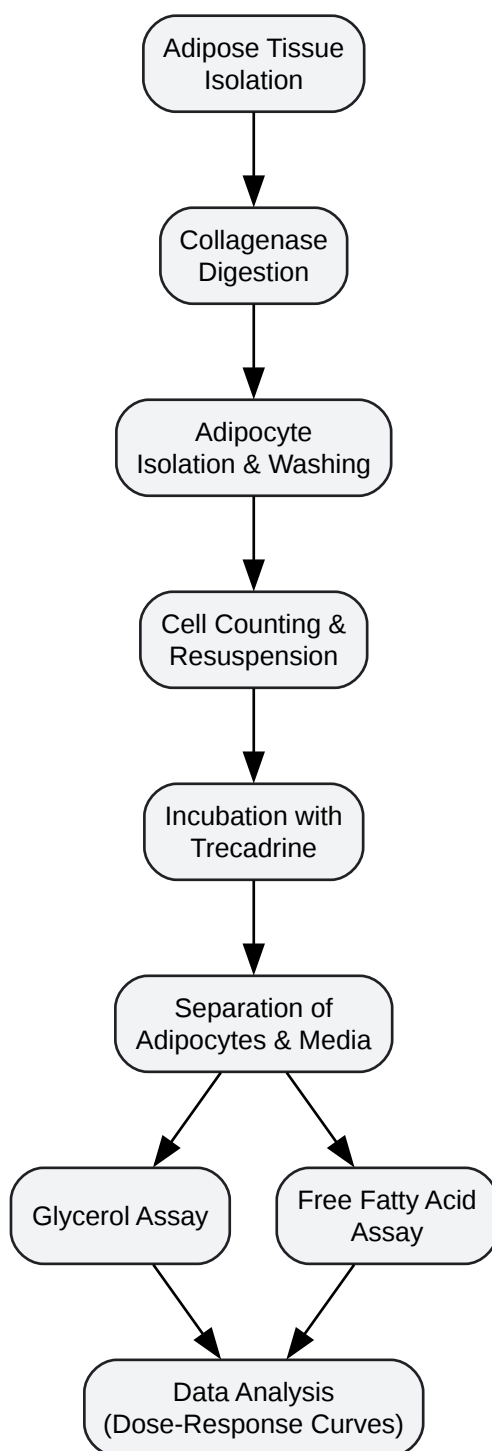 Adipose Tissue
Isolation
Collagenase
Digestion
Adipocyte
Isolation & Washing
Cell Counting &
Resuspension
Incubation with
Trecadrine
Separation of
Adipocytes & Media
Glycerol Assay
Free Fatty Acid
Assay
Data Analysis
(Dose-Response Curves)